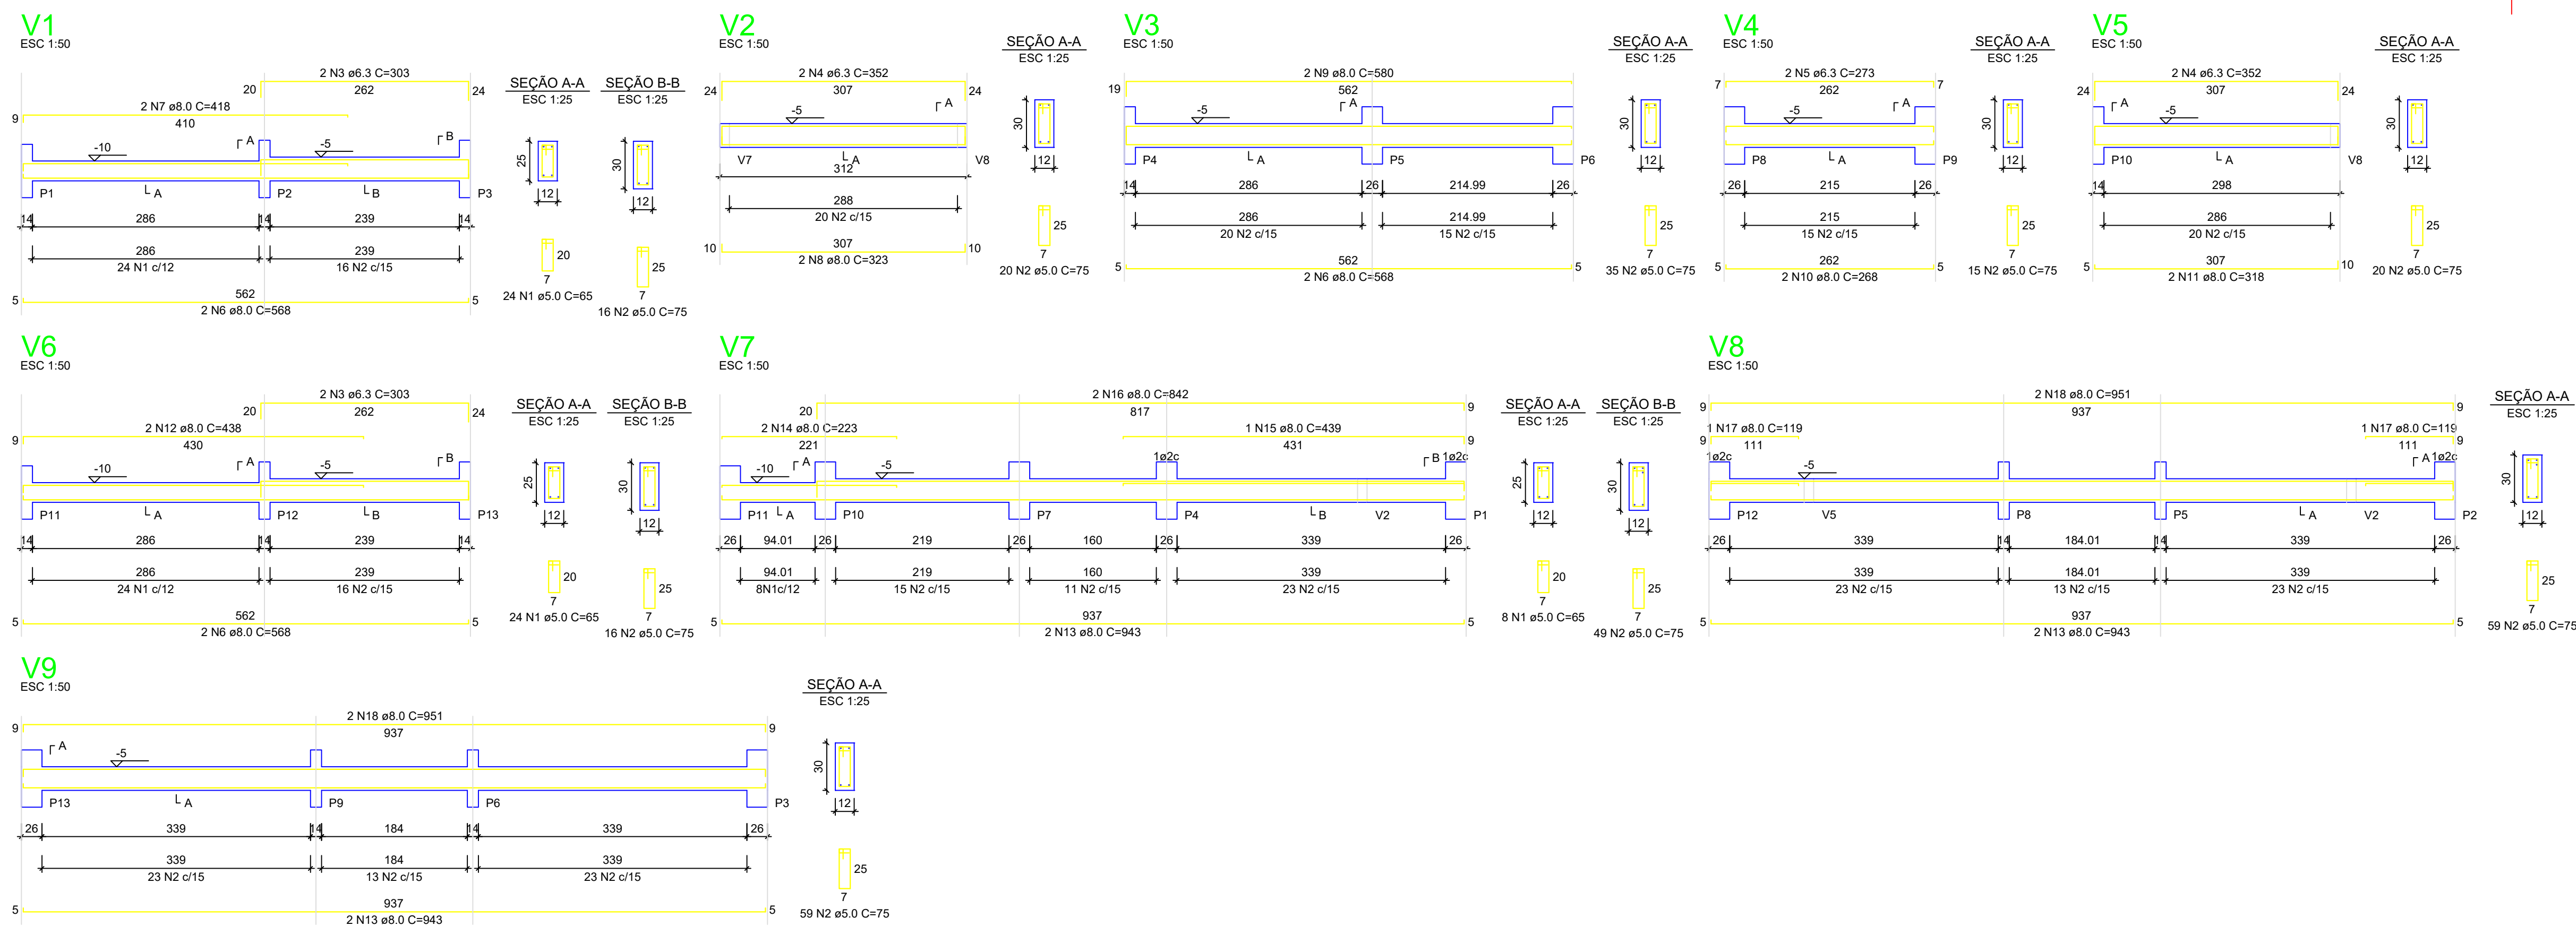 V1
ESC 1:50
2 N3 ø6.3 C=303
20
262
24
2 N7 ø8.0 C=418
9
410
A
B
-10
-5
P1
A
P2
B
P3
14
286
14
239
14
286
239
24 N1 c/12
16 N2 c/15
562
5
5
2 N6 ø8.0 C=568
SEÇÃO A-A
ESC 1:25
25
12
20
7
24 N1 ø5.0 C=65
SEÇÃO B-B
ESC 1:25
30
12
25
7
16 N2 ø5.0 C=75
V2
ESC 1:50
2 N4 ø6.3 C=352
24
307
24
A
-5
V7
A
V8
312
288
20 N2 c/15
307
10
10
2 N8 ø8.0 C=323
SEÇÃO A-A
ESC 1:25
30
12
25
7
20 N2 ø5.0 C=75
V3
ESC 1:50
2 N9 ø8.0 C=580
19
562
A
-5
P4
A
P5
P6
14
286
26
214.99
26
286
214.99
20 N2 c/15
15 N2 c/15
562
5
5
2 N6 ø8.0 C=568
SEÇÃO A-A
ESC 1:25
30
12
25
7
35 N2 ø5.0 C=75
V4
ESC 1:50
2 N5 ø6.3 C=273
7
262
7
A
-5
P8
A
P9
26
215
26
215
15 N2 c/15
262
5
5
2 N10 ø8.0 C=268
SEÇÃO A-A
ESC 1:25
30
12
25
7
15 N2 ø5.0 C=75
V5
ESC 1:50
2 N4 ø6.3 C=352
24
307
24
A
-5
P10
A
V8
14
298
286
20 N2 c/15
307
5
10
2 N11 ø8.0 C=318
SEÇÃO A-A
ESC 1:25
30
12
25
7
20 N2 ø5.0 C=75
V6
ESC 1:50
2 N3 ø6.3 C=303
20
262
24
2 N12 ø8.0 C=438
9
430
A
B
-10
-5
P11
A
P12
B
P13
14
286
14
239
14
286
239
24 N1 c/12
16 N2 c/15
562
5
5
2 N6 ø8.0 C=568
SEÇÃO A-A
ESC 1:25
25
12
20
7
24 N1 ø5.0 C=65
SEÇÃO B-B
ESC 1:25
30
12
25
7
16 N2 ø5.0 C=75
V7
ESC 1:50
2 N16 ø8.0 C=842
20
817
9
2 N14 ø8.0 C=223
1 N15 ø8.0 C=439
221
431
9
1ø2c
1ø2c
A
B
-10
-5
P11
A
P10
P7
P4
B
V2
P1
26
94.01
26
219
26
160
26
339
26
94.01
219
160
339
8N1c/12
15 N2 c/15
11 N2 c/15
23 N2 c/15
937
5
5
2 N13 ø8.0 C=943
SEÇÃO A-A
ESC 1:25
25
12
20
7
8 N1 ø5.0 C=65
SEÇÃO B-B
ESC 1:25
30
12
25
7
49 N2 ø5.0 C=75
V8
ESC 1:50
2 N18 ø8.0 C=951
9
937
9
1 N17 ø8.0 C=119
1 N17 ø8.0 C=119
9
111
111
9
1ø2c
A
1ø2c
-5
P12
V5
P8
P5
A
V2
P2
26
339
14
184.01
14
339
26
339
184.01
339
23 N2 c/15
13 N2 c/15
23 N2 c/15
937
5
5
2 N13 ø8.0 C=943
SEÇÃO A-A
ESC 1:25
30
12
25
7
59 N2 ø5.0 C=75
V9
ESC 1:50
2 N18 ø8.0 C=951
9
937
9
A
-5
P13
A
P9
P6
P3
26
339
14
184
14
339
26
339
184
339
23 N2 c/15
13 N2 c/15
23 N2 c/15
937
5
5
2 N13 ø8.0 C=943
SEÇÃO A-A
ESC 1:25
30
12
25
7
59 N2 ø5.0 C=75